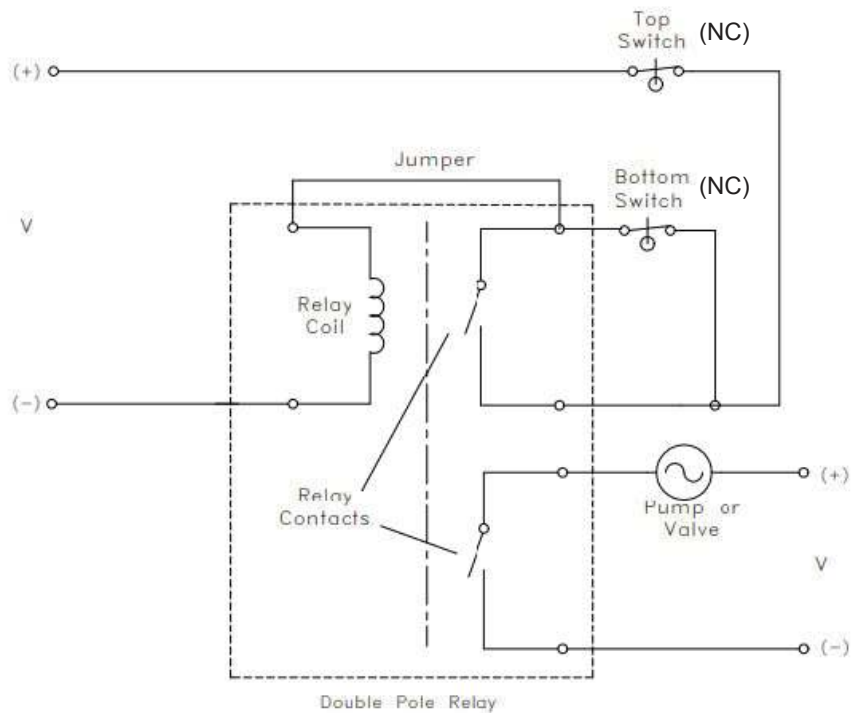 Top
Switch (NC)
(+)
Jumper
Bottom (NC)
Switch
V
Relay
Coil
(-)
(+)
Relay
Contacts
Pump or
Valve
V
(-)
Double Pole Relay